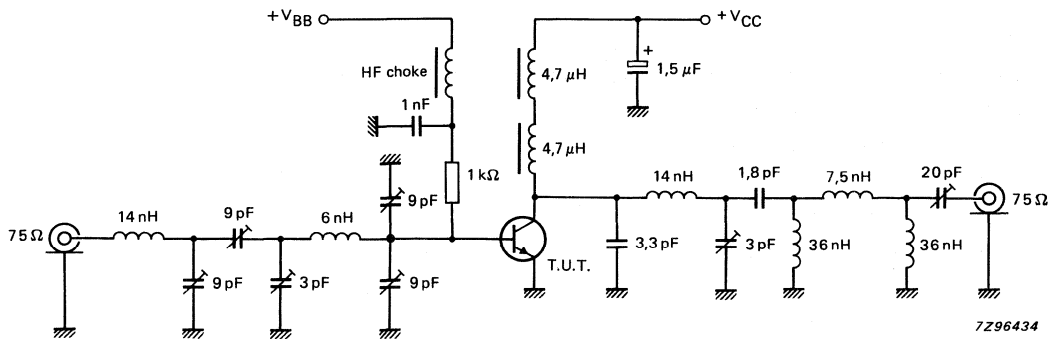 +VBB
+VCC
HF choke
4,7 μH
+
1,5 μF
1 nF
4,7 μH
1 kΩ
9 pF
14 nH
1,8 pF
7,5 nH
20 pF
75 Ω
14 nH
9 pF
6 nH
75 Ω
3,3 pF
3 pF
36 nH
36 nH
T.U.T.
9 pF
3 pF
9 pF
7Z96434